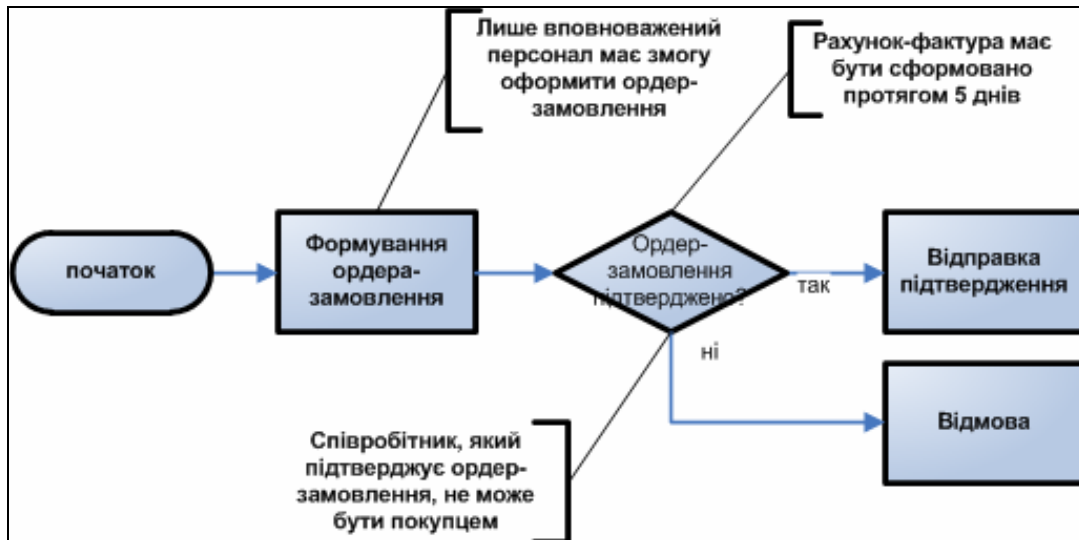 Лише вповноважений
персонал має змогу
оформити ордер-
замовлення
Рахунок-фактура має
бути сформовано
протягом 5 днів
початок
Формування
ордера-
замовлення
Ордер-
замовлення
підтверджено?
так
ні
Відправка
підтвердження
Відмова
Співробітник, який
підтверджує ордер-
замовлення, не може
бути покупцем